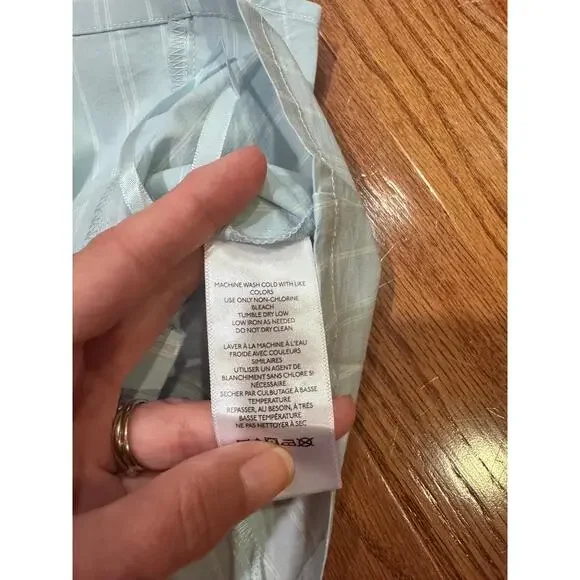 MACHINE WASH COLD WITH LIKE
COLORS
USE ONLY NON-CHLORINE
BLEACH
TUMBLE DRY LOW
LOW IRON AS NEEDED
DO NOT DRY CLEAN
LAVER À LA MACHINE À L'EAU
FROIDE AVEC COULEURS
SIMILAIRES
UTILISER UN AGENT DE
BLANCHIMENT SANS CHLORE SI
NÉCESSAIRE
SECHER PAR CULBUTAGE À BASSE
TEMPERATURE
REPASSER, AU BESOIN, À TRÈS
BASSE TEMPÉRATURE
NE PAS NETTOYER À SEC